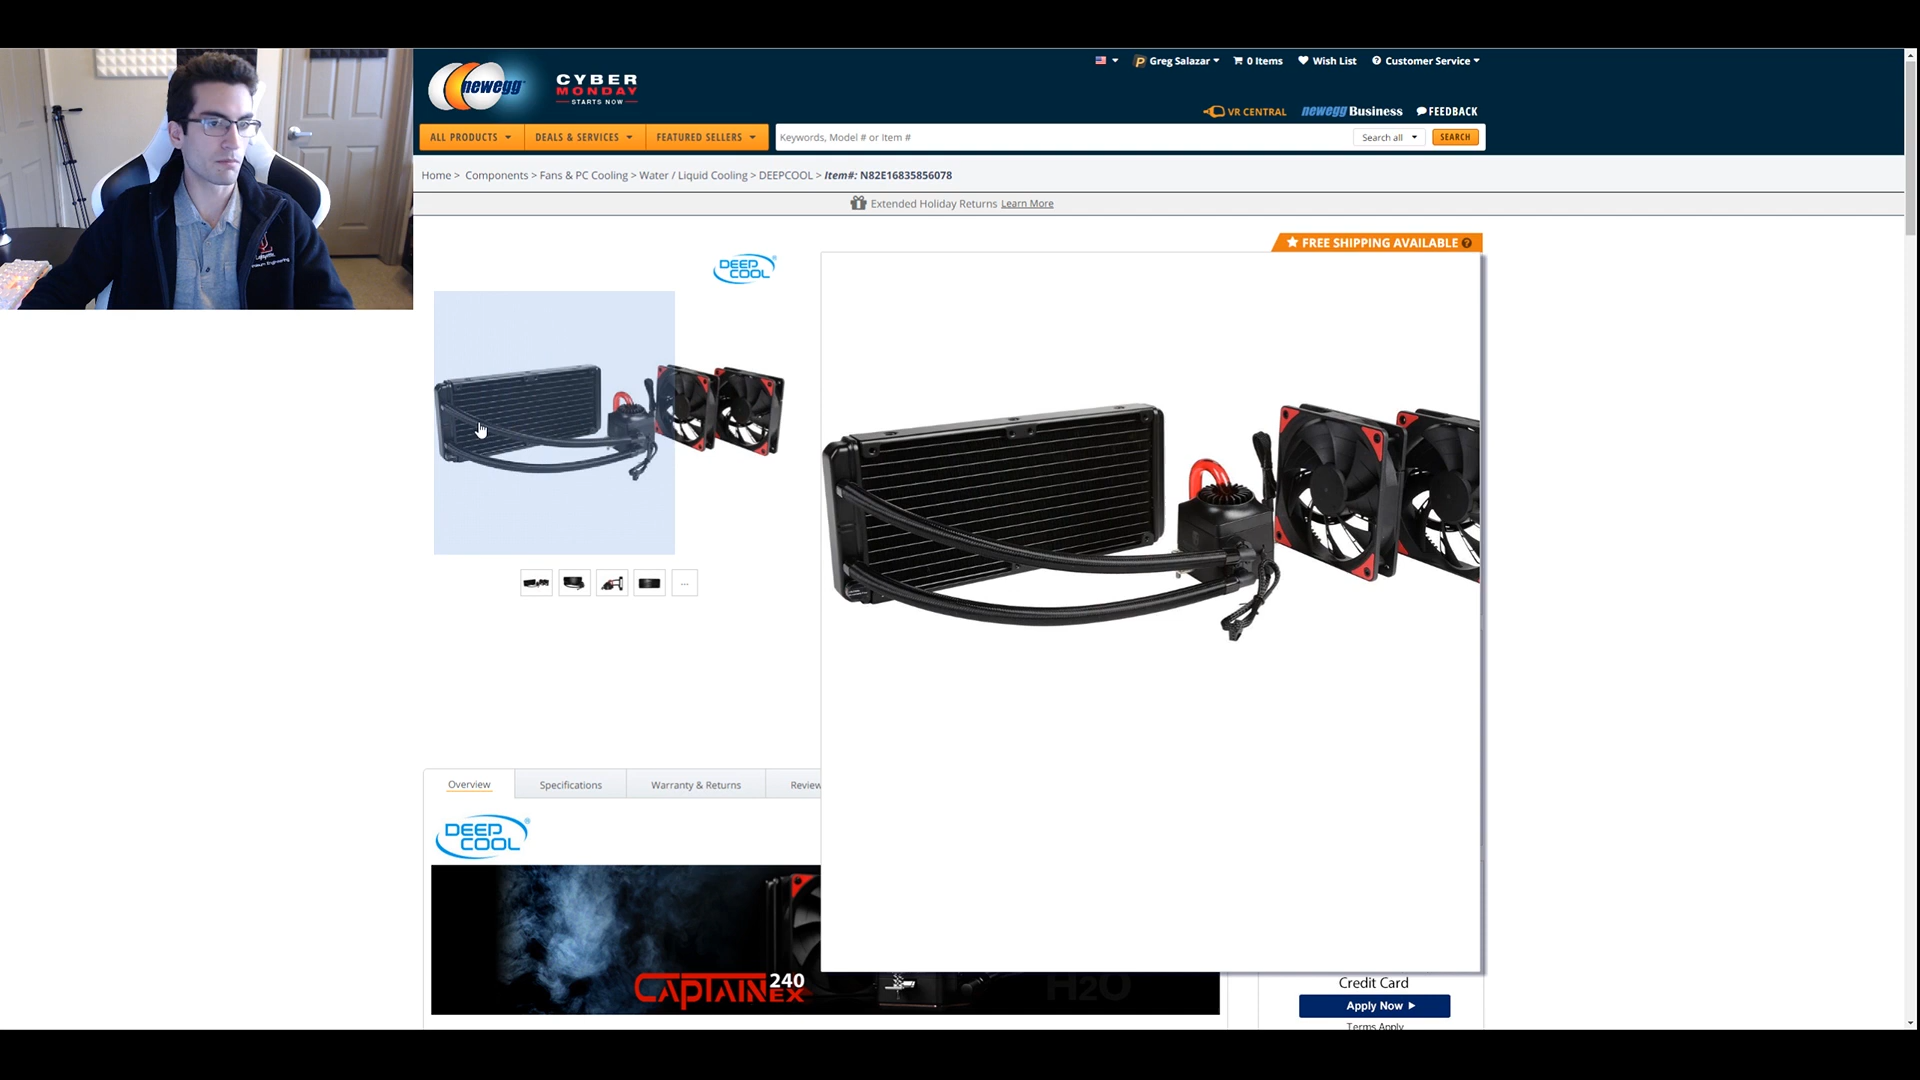 newegg
CYBER
MONDAY
STARTS NOW
Greg Salazar
0 Items
Wish List
Customer Service
VR CENTRAL
newegg Business
FEEDBACK
ALL PRODUCTS
DEALS & SERVICES
FEATURED SELLERS
Keywords, Model # or Item #
Search all
SEARCH
Home > Components > Fans & PC Cooling > Water / Liquid Cooling > DEEPCOOL > Item#: N82E16835856078
Extended Holiday Returns Learn More
FREE SHIPPING AVAILABLE ?
DEEP
COOL
...
Overview
Specifications
Warranty & Returns
Review
DEEP
COOL
CAPTAIN 240
EX
H2O
Credit Card
Apply Now
Terms Apply